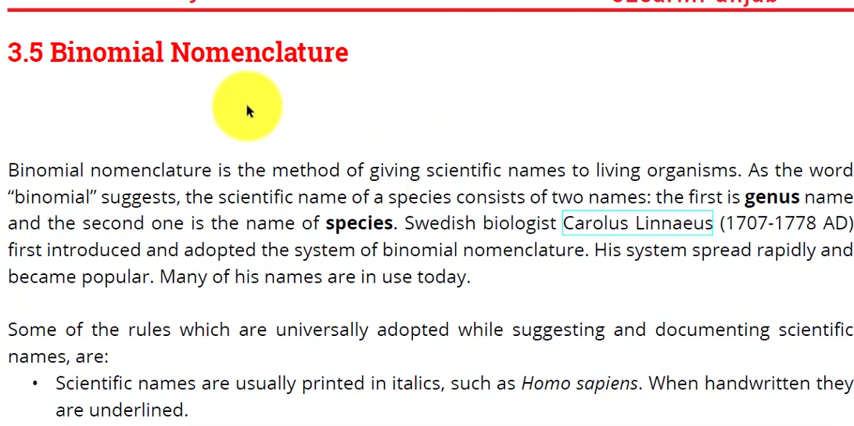 3.5 Binomial Nomenclature
Binomial nomenclature is the method of giving scientific names to living organisms. As the word
“binomial” suggests, the scientific name of a species consists of two names: the first is genus name
and the second one is the name of species. Swedish biologist Carolus Linnaeus (1707-1778 AD)
first introduced and adopted the system of binomial nomenclature. His system spread rapidly and
became popular. Many of his names are in use today.
Some of the rules which are universally adopted while suggesting and documenting scientific
names, are:
• Scientific names are usually printed in italics, such as Homo sapiens. When handwritten they
are underlined.